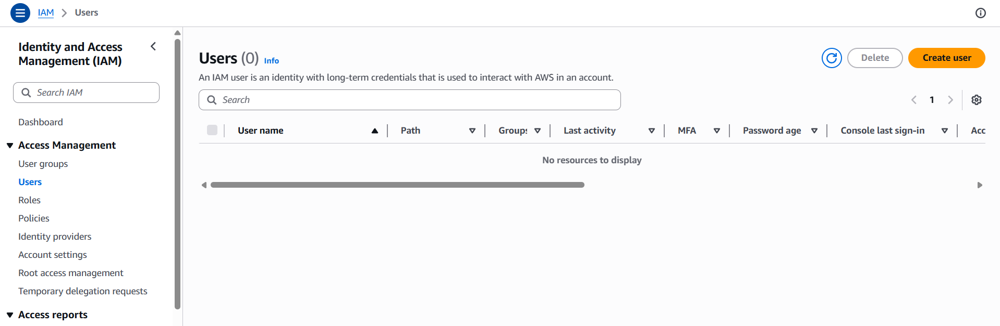 IAM > Users
Identity and Access
Management (IAM)
Search IAM
Dashboard
Access Management
User groups
Users
Roles
Policies
Identity providers
Account settings
Root access management
Temporary delegation requests
Access reports
Users (0) Info
Delete
Create user
An IAM user is an identity with long-term credentials that is used to interact with AWS in an account.
Search
1
User name Path Groups Last activity MFA Password age Console last sign-in Acc
No resources to display